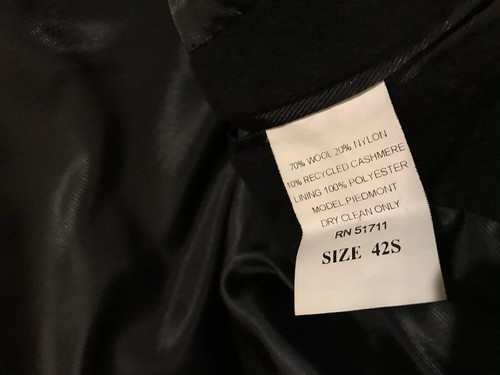 70% WOOL 20% NYLON
10% RECYCLED CASHMERE
LINING 100% POLYESTER
MODEL:PIEDMONT
DRY CLEAN ONLY
RN 51711
SIZE 42S